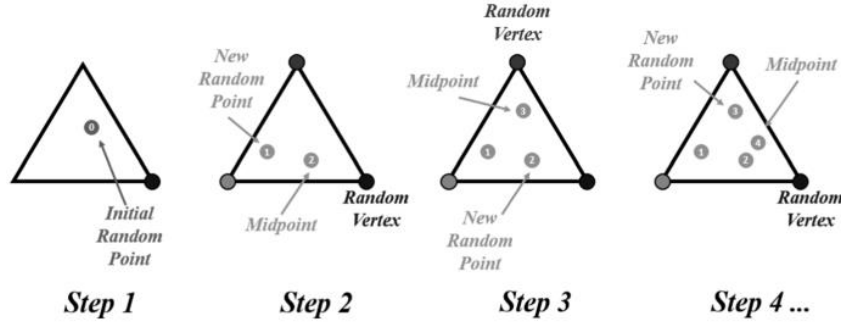 0
Initial
Random
Point
Step 1
New
Random
Point
1
2
Midpoint
Random
Vertex
Step 2
Random
Vertex
Midpoint
3
1
2
New
Random
Point
Step 3
New
Random
Point
Midpoint
3
4
1
2
Random
Vertex
Step 4 ...